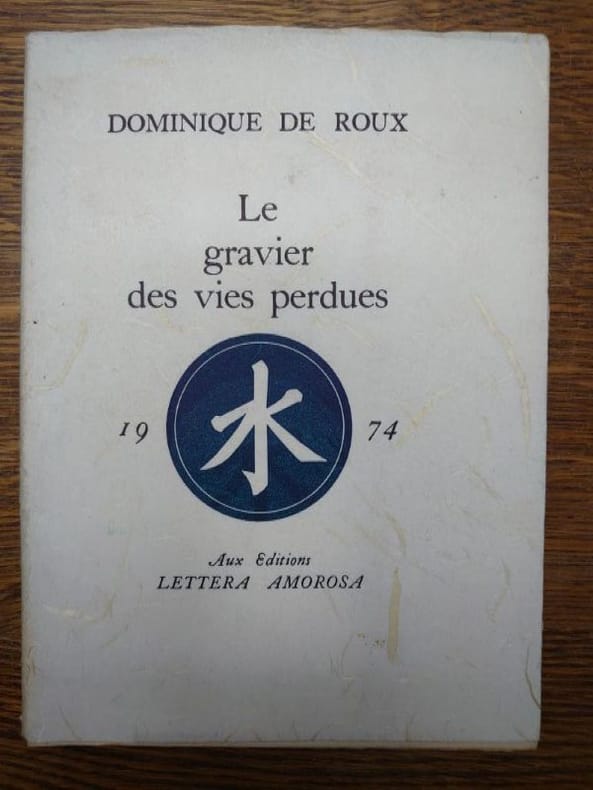 DOMINIQUE DE ROUX
Le
gravier
des vies perdues
19 水 74
Aux Editions
LETTERA AMOROSA